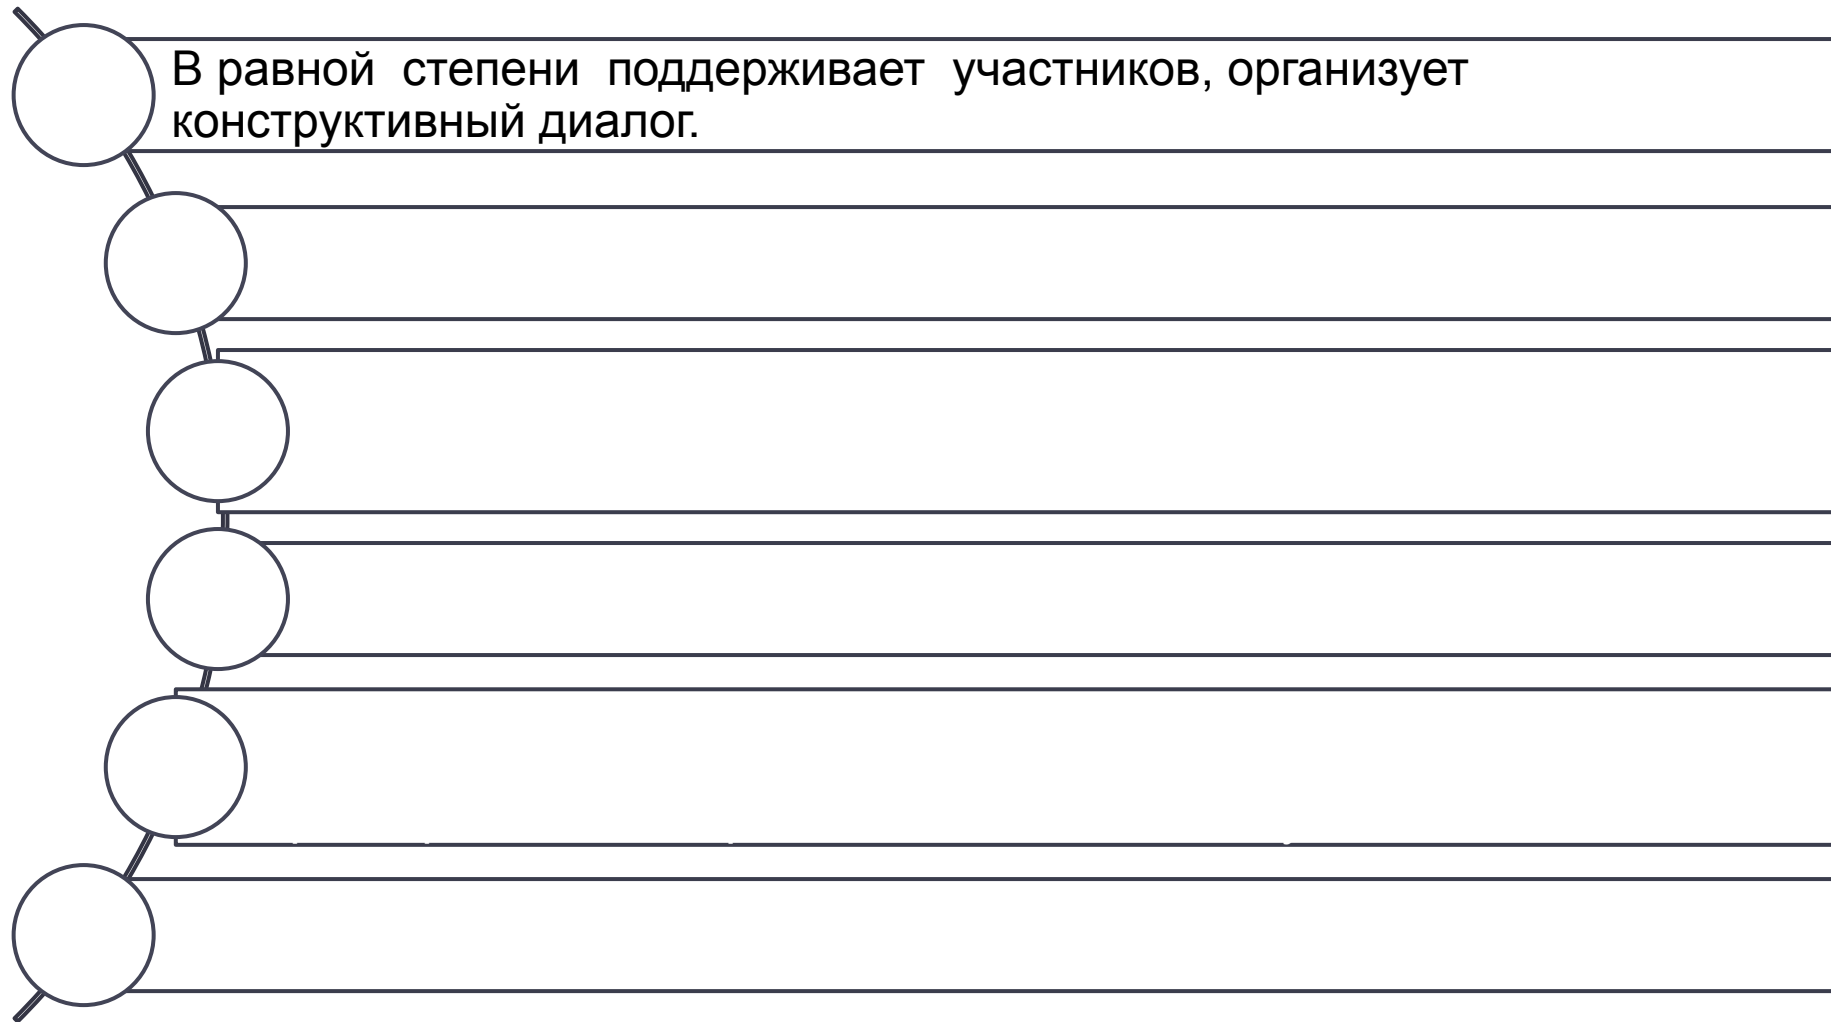 В равной степени поддерживает участников, организует
конструктивный диалог.